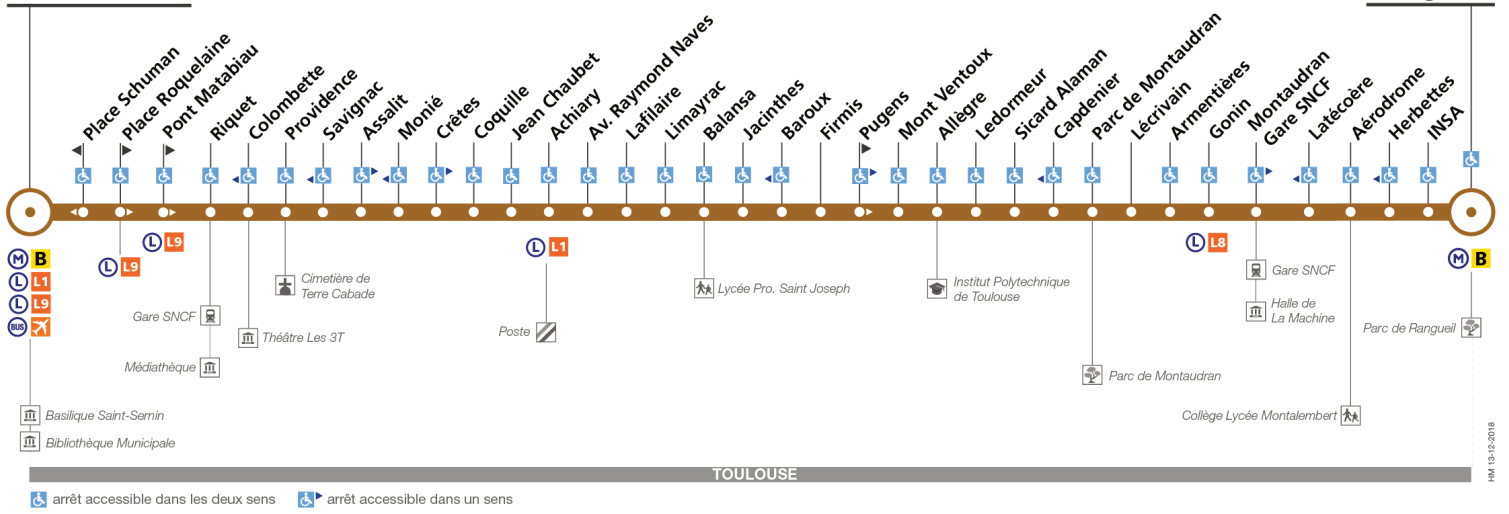 Place Schuman
Place Roquelaine
Pont Matabiau
Riquet
Colombette
Providence
Savignac
Assalit
Monié
Crêtes
Coquille
Jean Chaubet
Achiary
Av. Raymond Naves
Lafilaire
Limayrac
Balansa
Jacinthes
Baroux
Firmis
Pugens
Mont Ventoux
Allègre
Ledormeur
Sicard Alaman
Capdenier
Parc de Montaudran
Lécrivain
Armentières
Gonin
Montaudran
Gare SNCF
Latécoère
Aérodrome
Herbettes
INSA
M B
L L1
L L9
BUS
L L9
L L9
L L1
L L8
M B
Cimetière de
Terre Cabade
Gare SNCF
Théâtre Les 3T
Médiathèque
Poste
Lycée Pro. Saint Joseph
Institut Polytechnique
de Toulouse
Parc de Montaudran
Gare SNCF
Halle de
La Machine
Collège Lycée Montalembert
Parc de Rangueil
Basilique Saint-Sernin
Bibliothèque Municipale
TOULOUSE
arrêt accessible dans les deux sens
arrêt accessible dans un sens
HM 13-12-2018